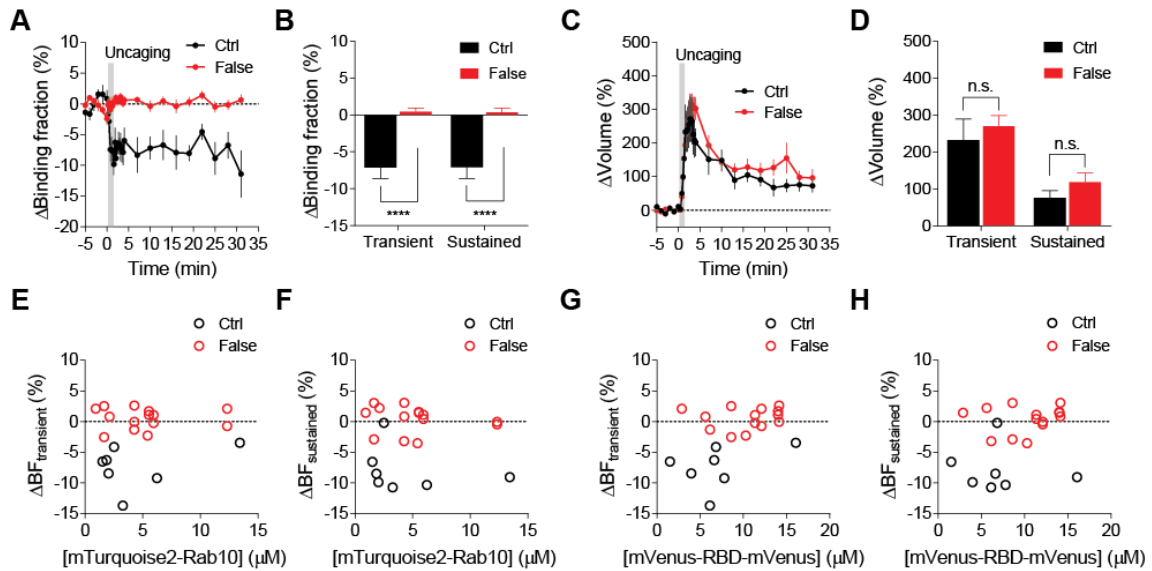 A
ΔBinding fraction (%)
10
5
0
-5
-10
-15
-20
Uncaging
Ctrl
False
-5 0 5 10 15 20 25 30 35
Time (min)
B
ΔBinding fraction (%)
10
5
0
-5
-10
-15
Ctrl
False
**** ****
Transient Sustained
C
ΔVolume (%)
500
400
300
200
100
0
Uncaging
Ctrl
False
-5 0 5 10 15 20 25 30 35
Time (min)
D
ΔVolume (%)
500
400
300
200
100
0
Ctrl
False
n.s.
n.s.
Transient Sustained
E
Ctrl
False
ΔBFtransient (%)
10
5
0
-5
-10
-15
0 5 10 15
[mTurquoise2-Rab10] (μM)
F
Ctrl
False
ΔBFsustained (%)
10
5
0
-5
-10
-15
0 5 10 15
[mTurquoise2-Rab10] (μM)
G
Ctrl
False
ΔBFtransient (%)
10
5
0
-5
-10
-15
0 5 10 15 20
[mVenus-RBD-mVenus] (μM)
H
Ctrl
False
ΔBFsustained (%)
10
5
0
-5
-10
-15
0 5 10 15 20
[mVenus-RBD-mVenus] (μM)